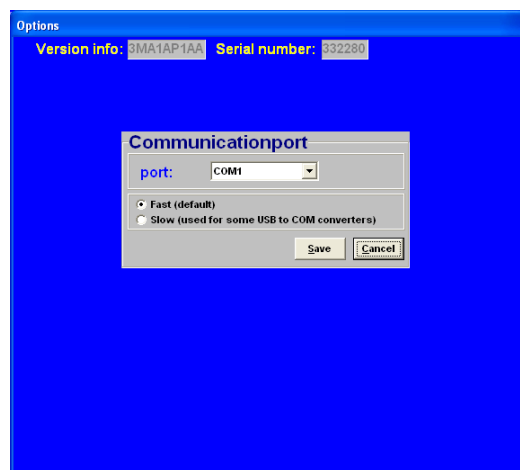 Options
Version info: 3MA1AP1AA Serial number: 332280
Communicationport
port: COM1
Fast (default)
Slow (used for some USB to COM converters)
Save Cancel